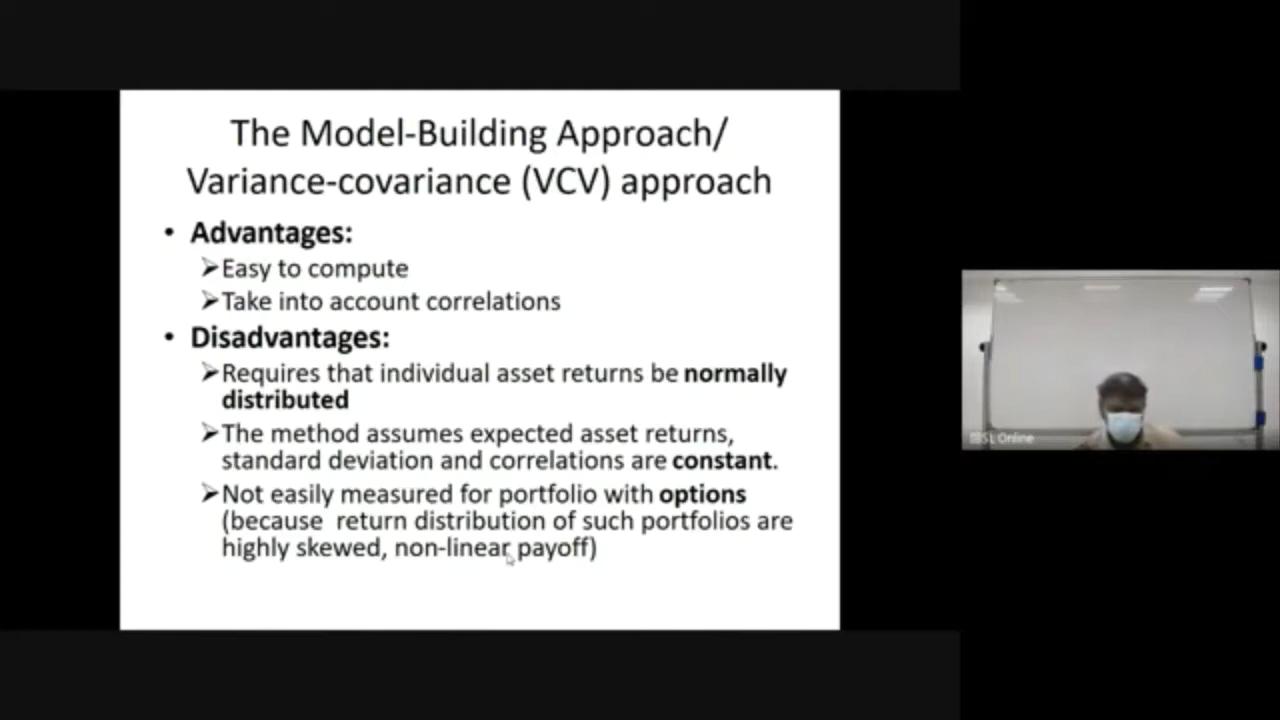 The Model-Building Approach/
Variance-covariance (VCV) approach
• Advantages:
➢Easy to compute
➢Take into account correlations
• Disadvantages:
➢Requires that individual asset returns be normally
distributed
➢The method assumes expected asset returns,
standard deviation and correlations are constant.
➢Not easily measured for portfolio with options
(because return distribution of such portfolios are
highly skewed, non-linear payoff)
Online